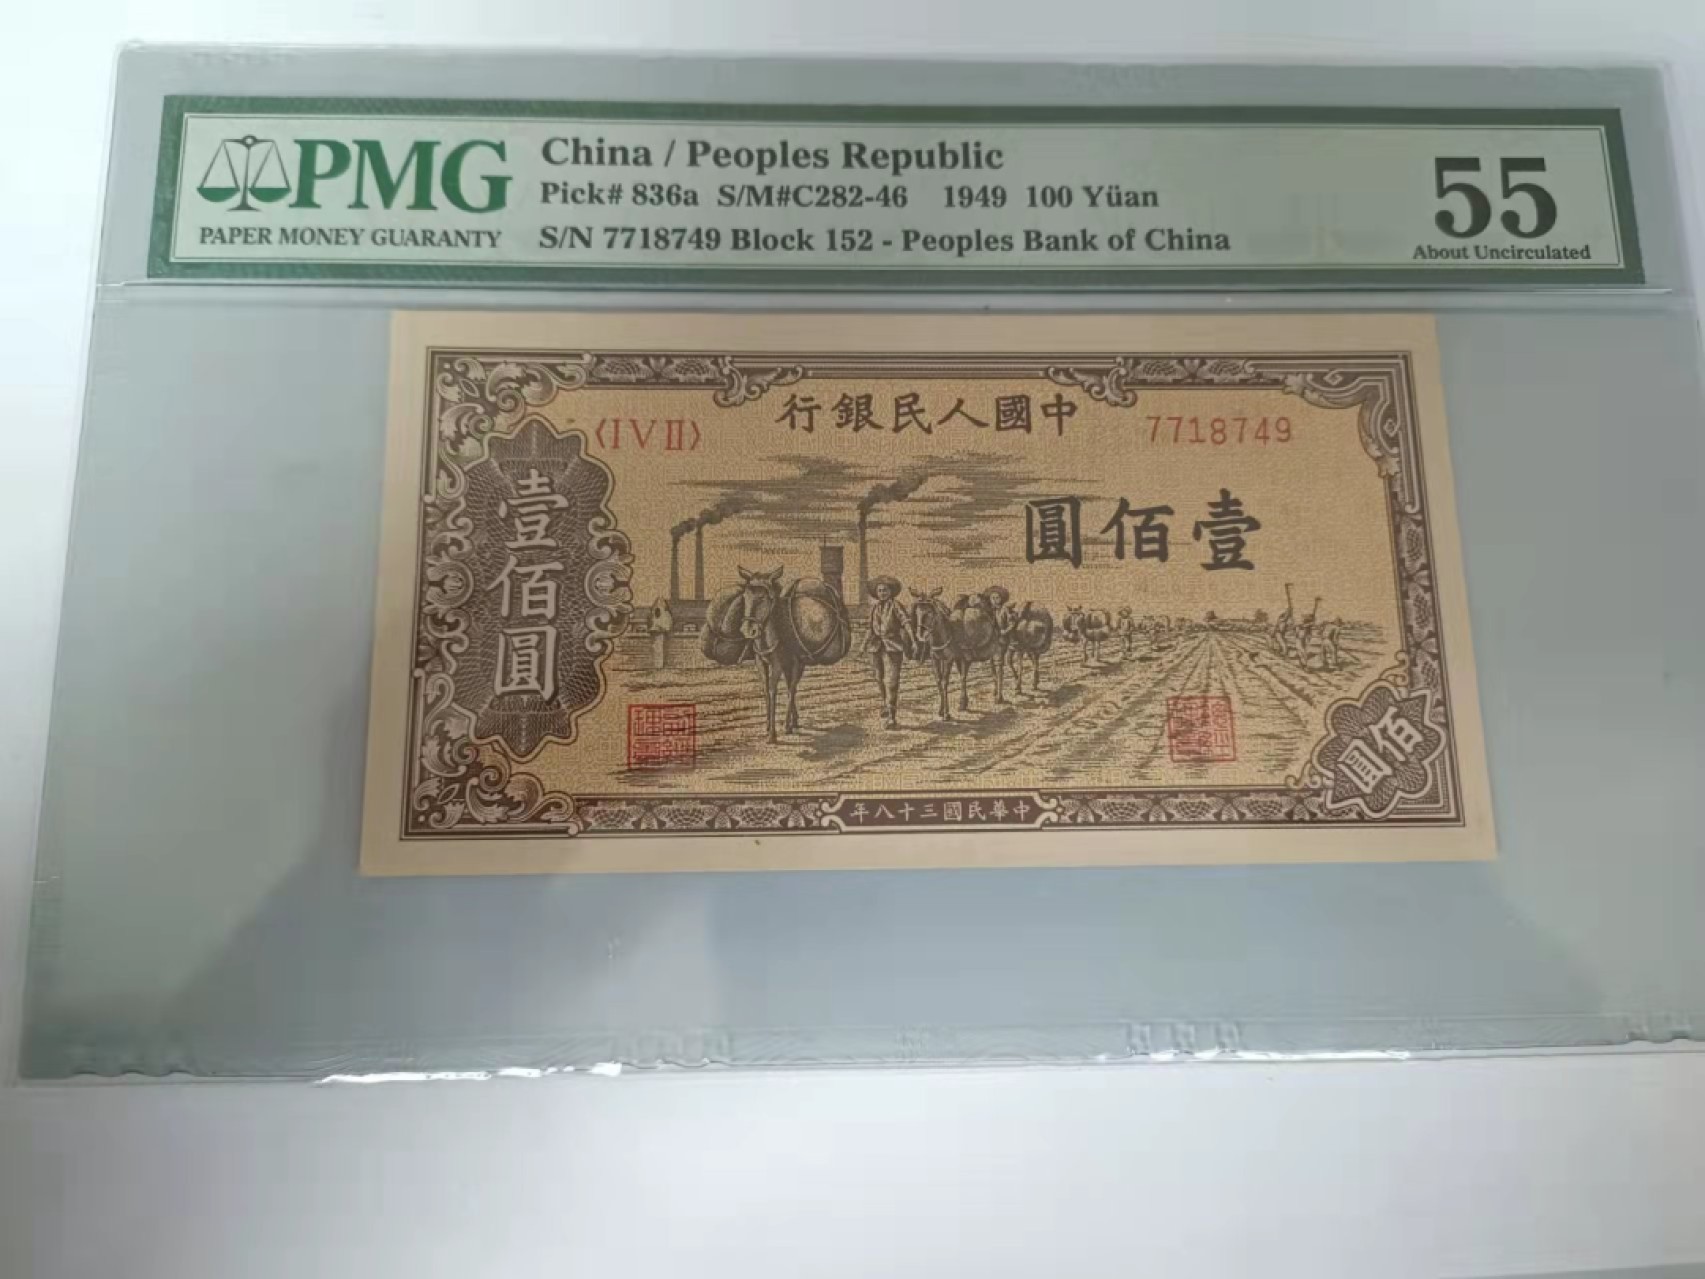 PMG
PAPER MONEY GUARANTY
China / Peoples Republic
Pick# 836a S/M#C282-46 1949 100 Yüan
S/N 7718749 Block 152 - Peoples Bank of China
55
About Uncirculated
行銀民人國中
〈I V II〉
7718749
圓佰壹
壹佰圓
佰圓
年八十三國民華中